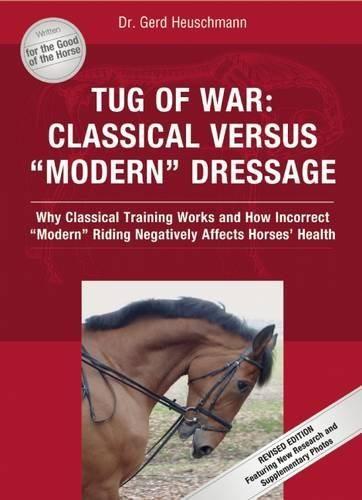 Dr. Gerd Heuschmann
Written
for the Good
of the Horse
TUG OF WAR:
CLASSICAL VERSUS
“MODERN” DRESSAGE
Why Classical Training Works and How Incorrect
“Modern” Riding Negatively Affects Horses’ Health
REVISED EDITION
Featuring New Research and
Supplementary Photos